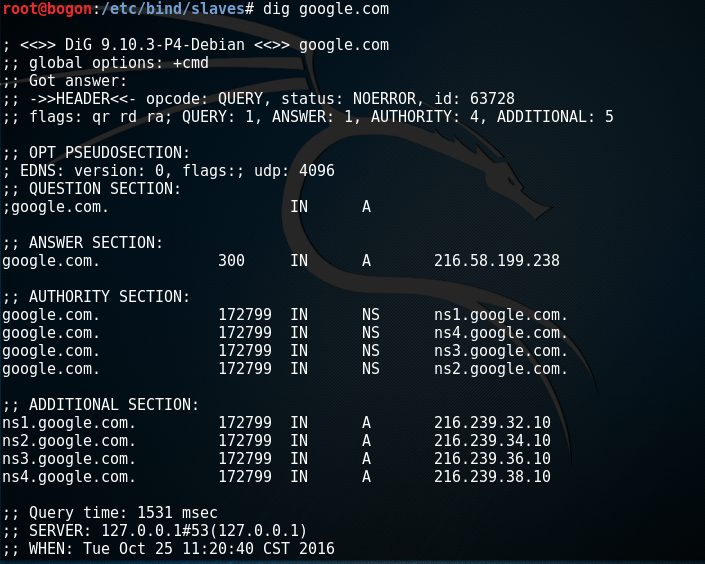 root@bogon:/etc/bind/slaves# dig google.com
; <<>> DiG 9.10.3-P4-Debian <<>> google.com
;; global options: +cmd
;; Got answer:
;; ->>HEADER<<- opcode: QUERY, status: NOERROR, id: 63728
;; flags: qr rd ra; QUERY: 1, ANSWER: 1, AUTHORITY: 4, ADDITIONAL: 5
;; OPT PSEUDOSECTION:
; EDNS: version: 0, flags:; udp: 4096
;; QUESTION SECTION:
;google.com. IN A
;; ANSWER SECTION:
google.com. 300 IN A 216.58.199.238
;; AUTHORITY SECTION:
google.com. 172799 IN NS ns1.google.com.
google.com. 172799 IN NS ns4.google.com.
google.com. 172799 IN NS ns3.google.com.
google.com. 172799 IN NS ns2.google.com.
;; ADDITIONAL SECTION:
ns1.google.com. 172799 IN A 216.239.32.10
ns2.google.com. 172799 IN A 216.239.34.10
ns3.google.com. 172799 IN A 216.239.36.10
ns4.google.com. 172799 IN A 216.239.38.10
;; Query time: 1531 msec
;; SERVER: 127.0.0.1#53(127.0.0.1)
;; WHEN: Tue Oct 25 11:20:40 CST 2016